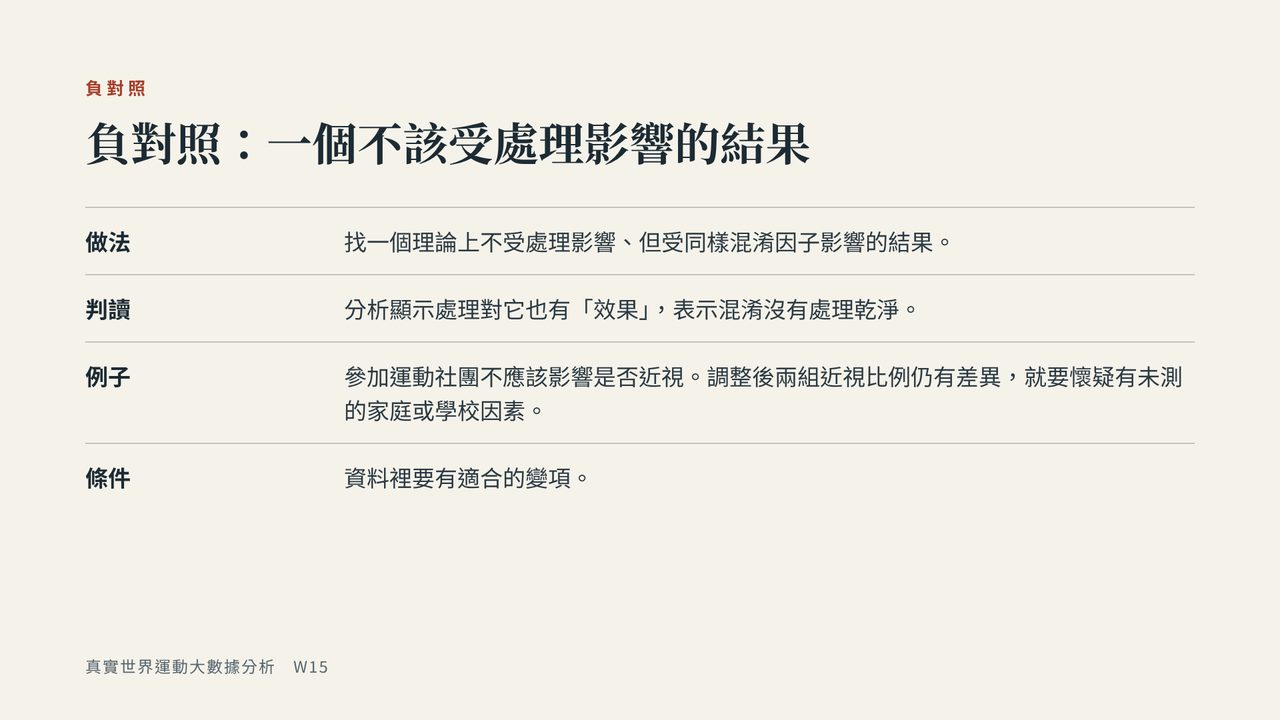 負對照
負對照：一個不該受處理影響的結果
做法
找一個理論上不受處理影響、但受同樣混淆因子影響的結果。
判讀
分析顯示處理對它也有「效果」，表示混淆沒有處理乾淨。
例子
參加運動社團不應該影響是否近視。調整後兩組近視比例仍有差異，就要懷疑有未測
的家庭或學校因素。
條件
資料裡要有適合的變項。
真實世界運動大數據分析 W15